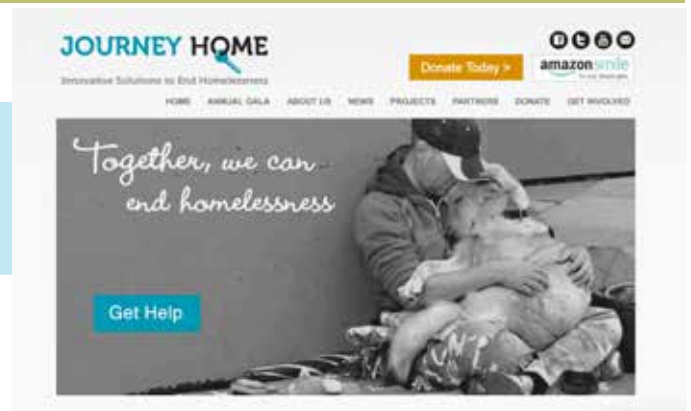 JOURNEY HOME
Innovative Solutions to End Homelessness
Donate Today >
amazonsmile
HOME ANNUAL GALA ABOUT US NEWS PROJECTS PARTNERS DONATE GET INVOLVED
Together, we can
end homelessness
Get Help